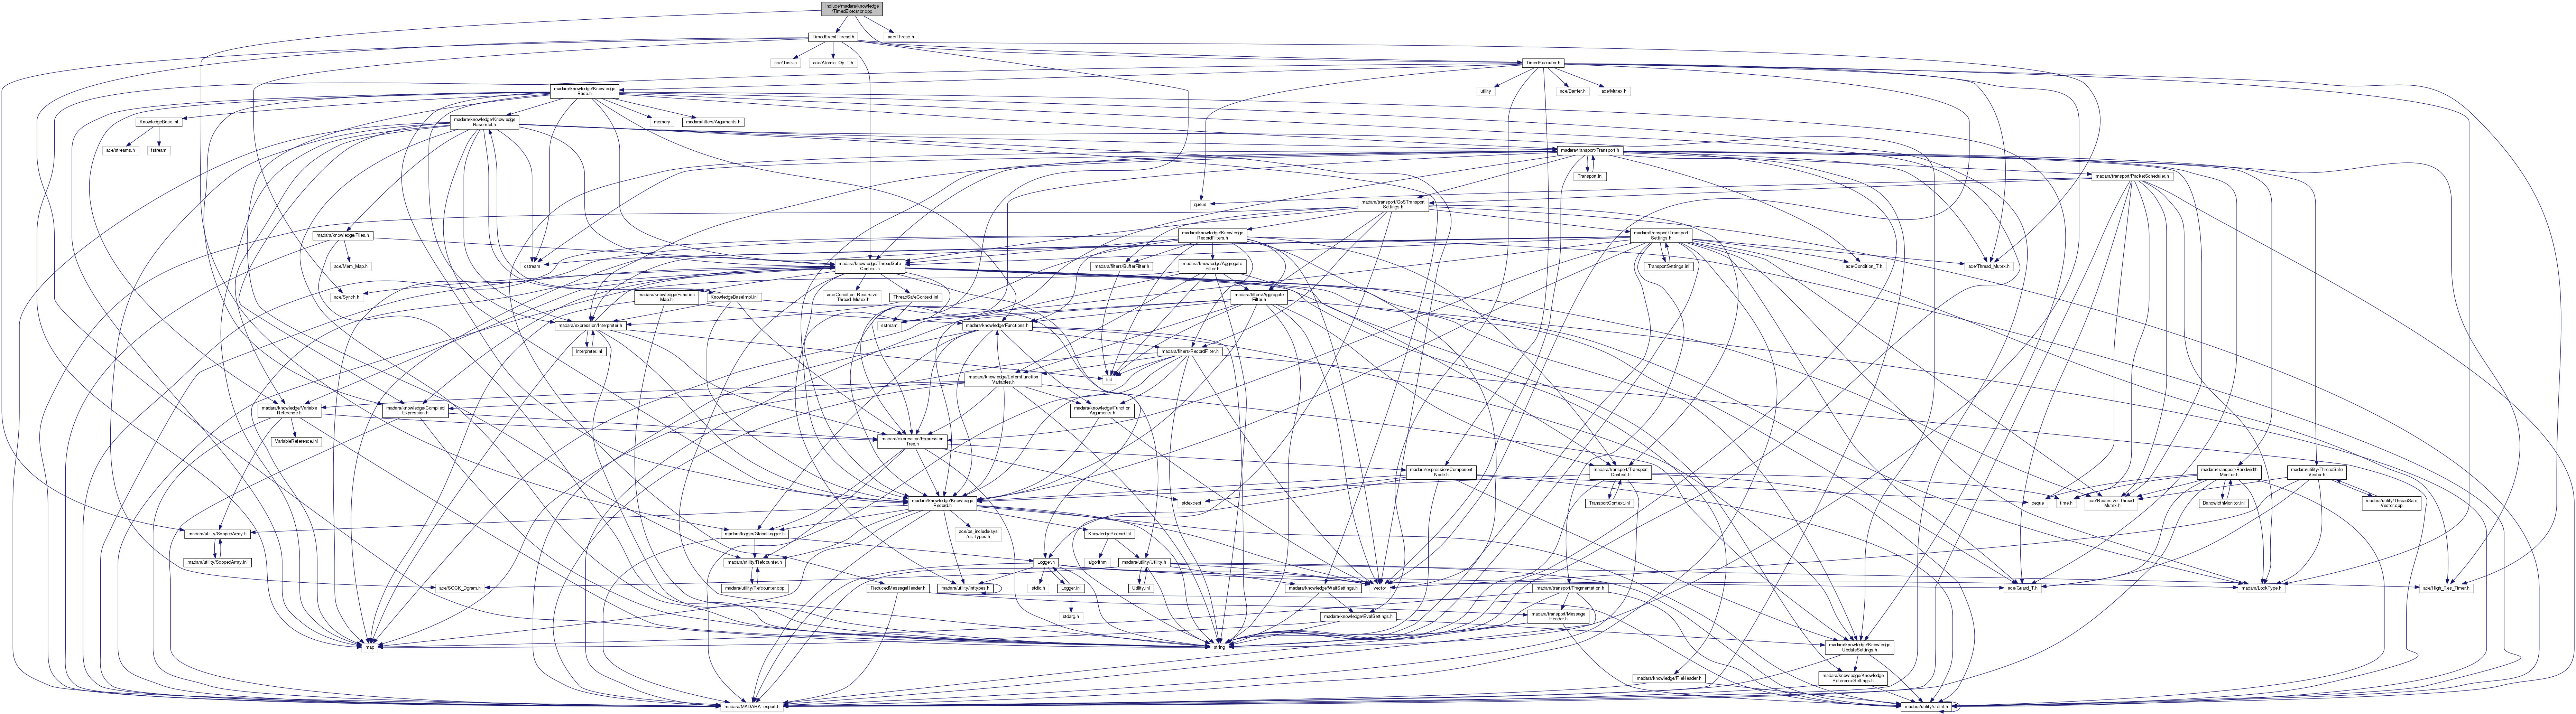 include/madara/knowledge
/TimedExecutor.cpp
TimedEventThread.h
ace/Thread.h
ace/Task.h
ace/Atomic_Op_T.h
TimedExecutor.h
madara/knowledge/Knowledge
Base.h
utility
ace/Barrier.h
ace/Mutex.h
KnowledgeBase.inl
madara/knowledge/Knowledge
BaseImpl.h
memory
madara/filters/Arguments.h
ace/streams.h
fstream
madara/transport/Transport.h
Transport.inl
madara/transport/PacketScheduler.h
queue
madara/transport/QoSTransport
Settings.h
madara/knowledge/Files.h
madara/knowledge/Knowledge
RecordFilters.h
madara/transport/Transport
Settings.h
ace/Mem_Map.h
ostream
madara/knowledge/ThreadSafe
Context.h
madara/filters/BufferFilter.h
madara/knowledge/Aggregate
Filter.h
TransportSettings.inl
ace/Condition_T.h
ace/Thread_Mutex.h
ace/Synch.h
madara/knowledge/Function
Map.h
KnowledgeBaseImpl.inl
ace/Condition_Recursive
_Thread_Mutex.h
ThreadSafeContext.inl
madara/filters/Aggregate
Filter.h
madara/expression/Interpreter.h
sstream
madara/knowledge/Functions.h
Interpreter.inl
madara/filters/RecordFilter.h
madara/knowledge/ExternFunction
Variables.h
list
madara/knowledge/Variable
Reference.h
madara/knowledge/Compiled
Expression.h
madara/knowledge/Function
Arguments.h
VariableReference.inl
madara/expression/Expression
Tree.h
madara/expression/Component
Node.h
madara/transport/Transport
Context.h
madara/transport/Bandwidth
Monitor.h
madara/utility/ThreadSafe
Vector.h
madara/knowledge/Knowledge
Record.h
stdexcept
TransportContext.inl
deque
time.h
ace/Recursive_Thread
_Mutex.h
BandwidthMonitor.inl
madara/utility/ThreadSafe
Vector.cpp
madara/utility/ScopedArray.h
madara/logger/GlobalLogger.h
ace/os_include/sys
/os_types.h
KnowledgeRecord.inl
madara/utility/ScopedArray.inl
madara/utility/Refcounter.h
Logger.h
algorithm
madara/utility/Utility.h
ace/SOCK_Dgram.h
madara/utility/Refcounter.cpp
ReducedMessageHeader.h
madara/utility/inttypes.h
stdio.h
Logger.inl
Utility.inl
madara/knowledge/WaitSettings.h
vector
madara/transport/Fragmentation.h
ace/Guard_T.h
madara/LockType.h
ace/High_Res_Timer.h
stdarg.h
madara/knowledge/EvalSettings.h
madara/transport/Message
Header.h
map
string
madara/knowledge/Knowledge
UpdateSettings.h
madara/knowledge/FileHeader.h
madara/knowledge/Knowledge
ReferenceSettings.h
madara/MADARA_export.h
madara/utility/stdint.h